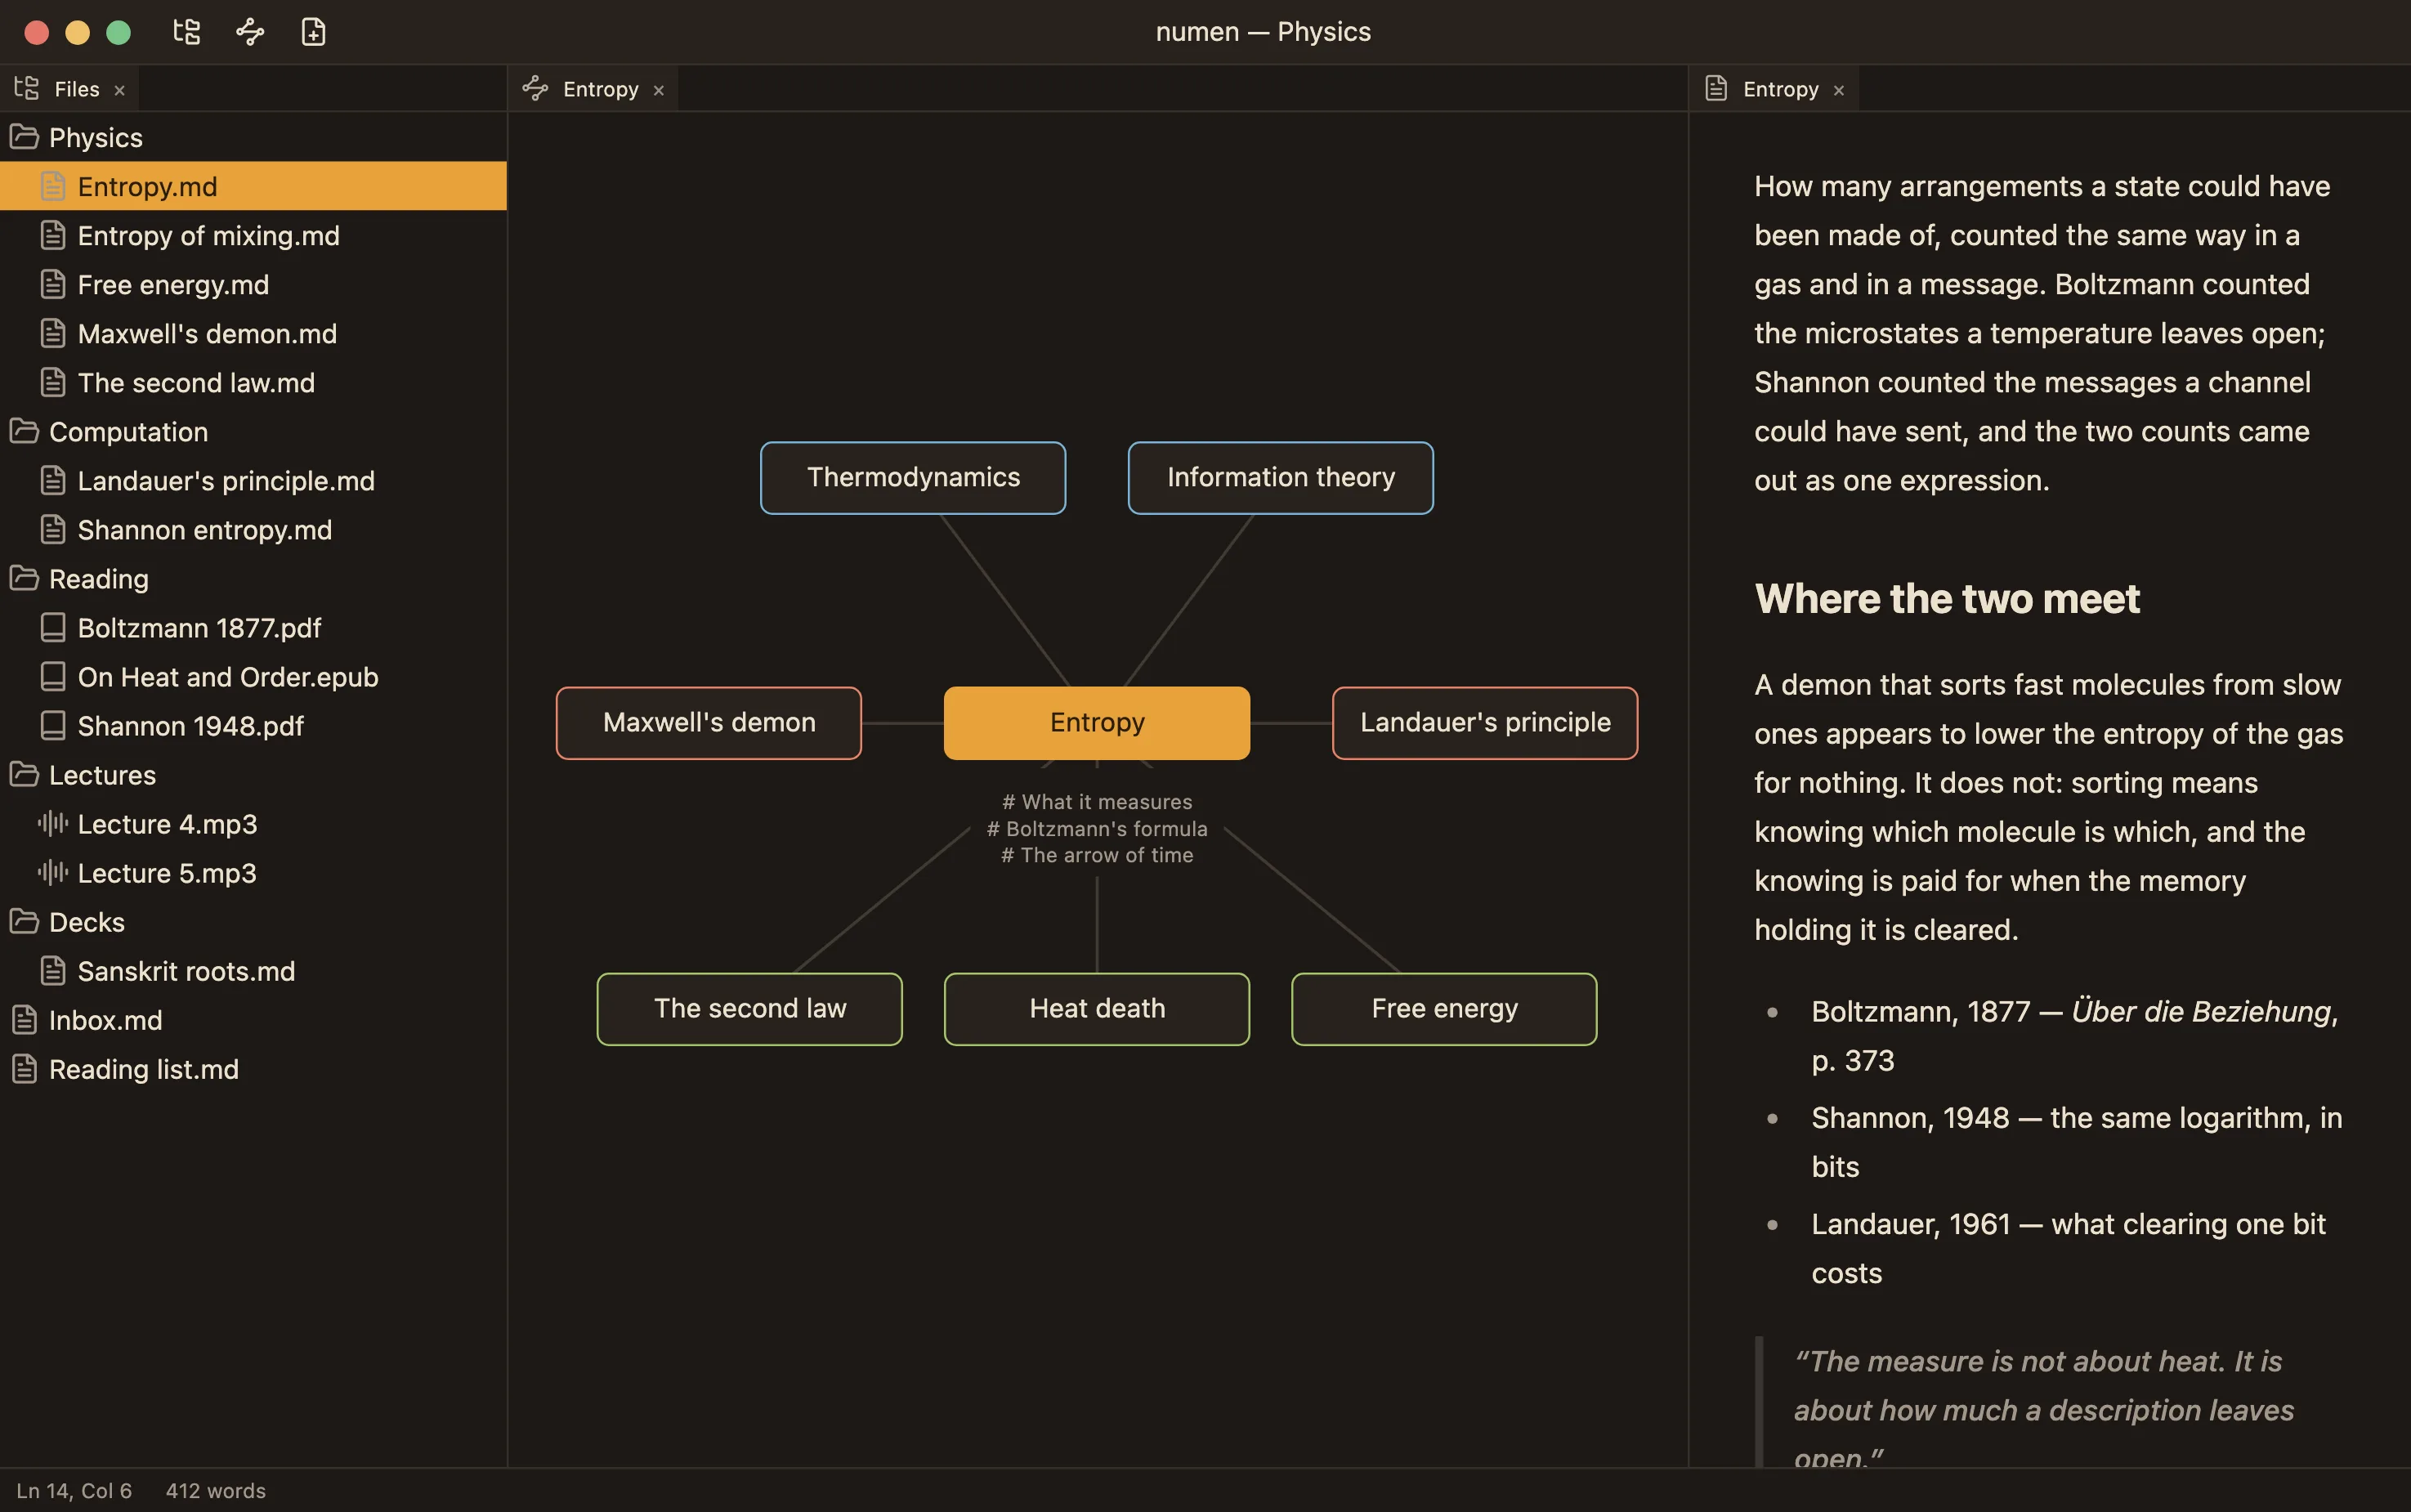 numen — Physics
Files ×
Entropy ×
Entropy ×
Physics
Entropy.md
Entropy of mixing.md
Free energy.md
Maxwell's demon.md
The second law.md
Computation
Landauer's principle.md
Shannon entropy.md
Reading
Boltzmann 1877.pdf
On Heat and Order.epub
Shannon 1948.pdf
Lectures
Lecture 4.mp3
Lecture 5.mp3
Decks
Sanskrit roots.md
Inbox.md
Reading list.md
Thermodynamics
Information theory
Maxwell's demon
Entropy
Landauer's principle
# What it measures
# Boltzmann's formula
# The arrow of time
The second law
Heat death
Free energy
How many arrangements a state could have
been made of, counted the same way in a
gas and in a message. Boltzmann counted
the microstates a temperature leaves open;
Shannon counted the messages a channel
could have sent, and the two counts came
out as one expression.
Where the two meet
A demon that sorts fast molecules from slow
ones appears to lower the entropy of the gas
for nothing. It does not: sorting means
knowing which molecule is which, and the
knowing is paid for when the memory
holding it is cleared.
• Boltzmann, 1877 — Über die Beziehung,
p. 373
• Shannon, 1948 — the same logarithm, in
bits
• Landauer, 1961 — what clearing one bit
costs
“The measure is not about heat. It is
about how much a description leaves
open.”
Ln 14, Col 6
412 words